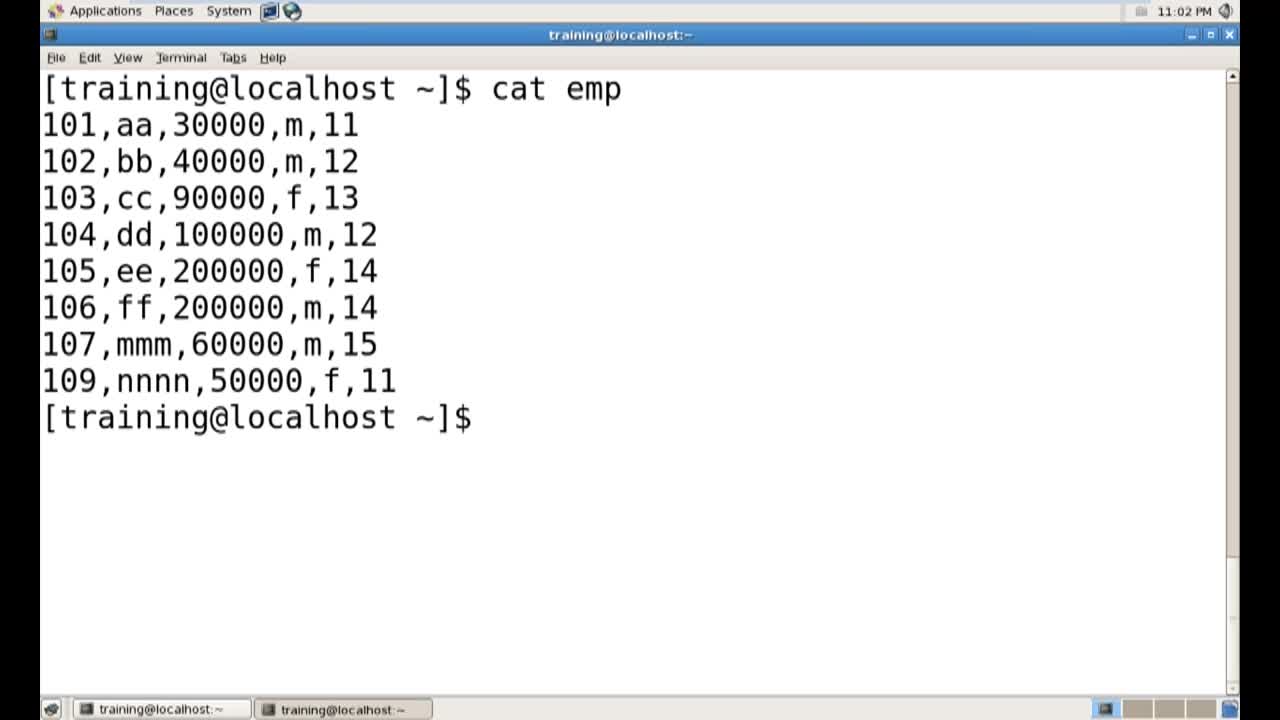 Applications Places System 11:02 PM
training@localhost:~
File Edit View Terminal Tabs Help
[training@localhost ~]$ cat emp
101,aa,30000,m,11
102,bb,40000,m,12
103,cc,90000,f,13
104,dd,100000,m,12
105,ee,200000,f,14
106,ff,200000,m,14
107,mmm,60000,m,15
109,nnnn,50000,f,11
[training@localhost ~]$
training@localhost:~ training@localhost:~